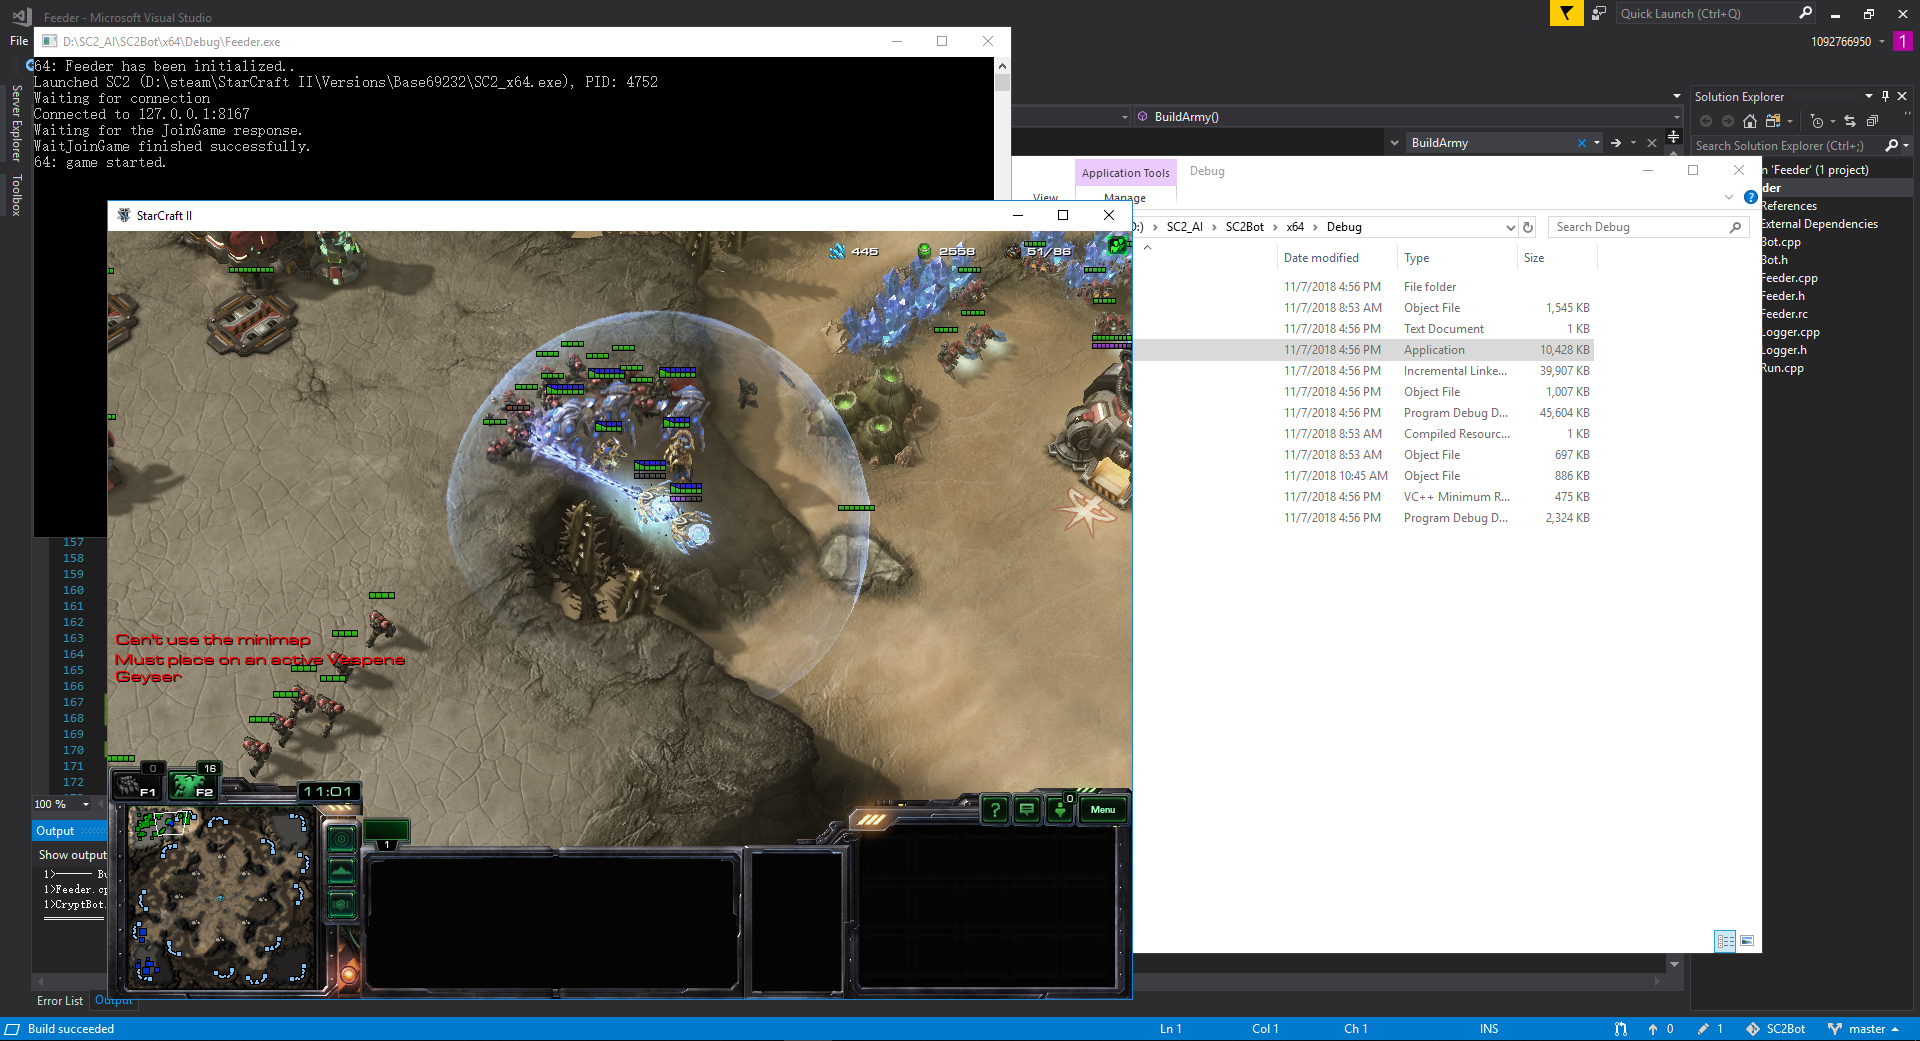 Feeder - Microsoft Visual Studio
Quick Launch (Ctrl+Q)
File
1092766950
1
D:\SC2_AI\SC2Bot\x64\Debug\Feeder.exe
64: Feeder has been initialized..
Launched SC2 (D:\steam\StarCraft II\Versions\Base69232\SC2_x64.exe), PID: 4752
Waiting for connection
Connected to 127.0.0.1:8167
Waiting for the JoinGame response.
WaitJoinGame finished successfully.
64: game started.
Server Explorer
Toolbox
BuildArmy()
BuildArmy
Solution Explorer
Search Solution Explorer (Ctrl+;)
n 'Feeder' (1 project)
der
References
External Dependencies
Bot.cpp
Bot.h
Feeder.cpp
Feeder.h
Feeder.rc
Logger.cpp
Logger.h
Run.cpp
Application Tools
Debug
View
Manage
SC2_AI
SC2Bot
x64
Debug
Search Debug
Date modified Type Size
11/7/2018 4:56 PM File folder
11/7/2018 8:53 AM Object File 1,545 KB
11/7/2018 4:56 PM Text Document 1 KB
11/7/2018 4:56 PM Application 10,428 KB
11/7/2018 4:56 PM Incremental Linke... 39,907 KB
11/7/2018 4:56 PM Object File 1,007 KB
11/7/2018 4:56 PM Program Debug D... 45,604 KB
11/7/2018 8:53 AM Compiled Resourc... 1 KB
11/7/2018 8:53 AM Object File 697 KB
11/7/2018 10:45 AM Object File 886 KB
11/7/2018 4:56 PM VC++ Minimum R... 475 KB
11/7/2018 4:56 PM Program Debug D... 2,324 KB
StarCraft II
445
2558
51/86
Can't use the minimap
Must place on an active Vespene
Geyser
0
F1
16
F2
11:01
1
?
0
Menu
157
158
159
160
161
162
163
164
165
166
167
168
169
170
171
172
100 %
Output
Show output
1>------ Bu
1>Feeder.cp
1>CryptBot.
Error List
Output
Build succeeded
Ln 1
Col 1
Ch 1
INS
0
1
SC2Bot
master